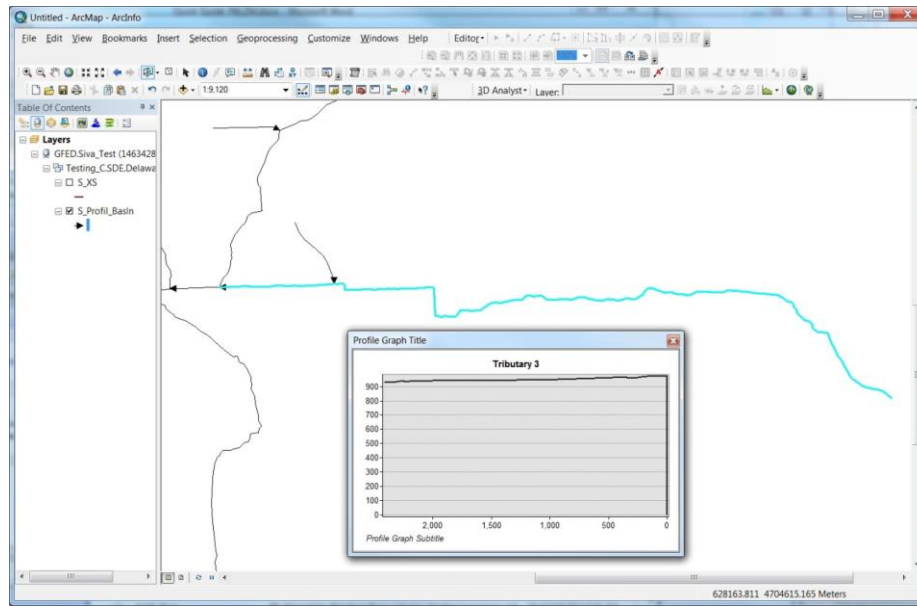 Untitled - ArcMap - ArcInfo
File Edit View Bookmarks Insert Selection Geoprocessing Customize Windows Help
Editor
1:9,120
3D Analyst
Layer:
Table Of Contents
Layers
GFED.Siva_Test (1463428
Testing_C.SDE.Delawa
S_XS
S_Profil_Basln
Profile Graph Title
Tributary 3
900
800
700
600
500
400
300
200
100
0
2,000 1,500 1,000 500 0
Profile Graph Subtitle
628163.811 4704615.165 Meters